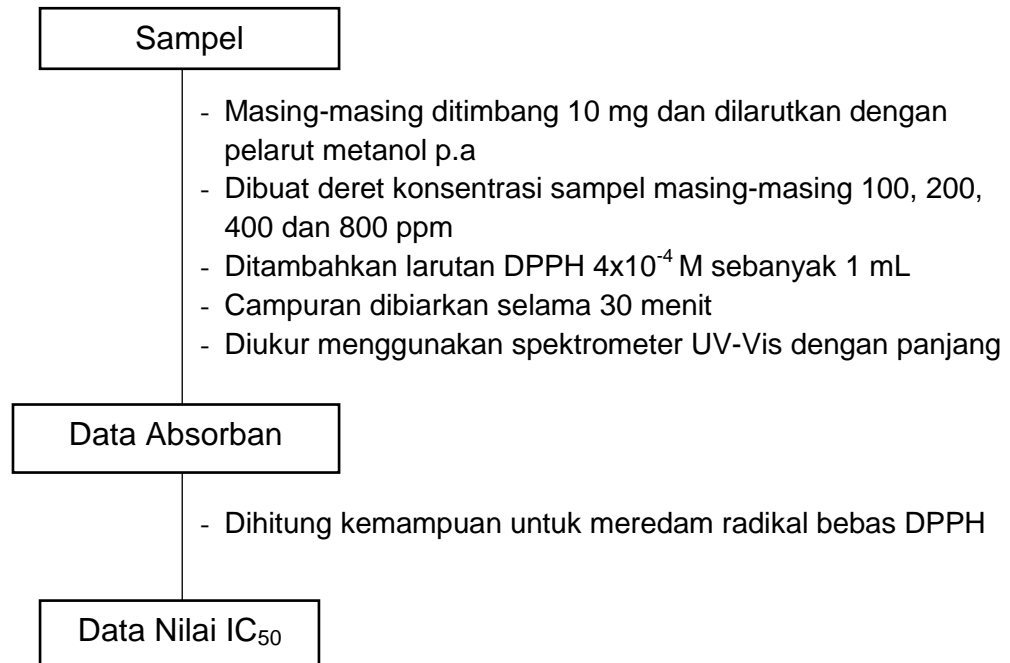 Sampel
- Masing-masing ditimbang 10 mg dan dilarutkan dengan
pelarut metanol p.a
- Dibuat deret konsentrasi sampel masing-masing 100, 200,
400 dan 800 ppm
- Ditambahkan larutan DPPH 4x10⁻⁴ M sebanyak 1 mL
- Campuran dibiarkan selama 30 menit
- Diukur menggunakan spektrometer UV-Vis dengan panjang
Data Absorban
- Dihitung kemampuan untuk meredam radikal bebas DPPH
Data Nilai IC₅₀